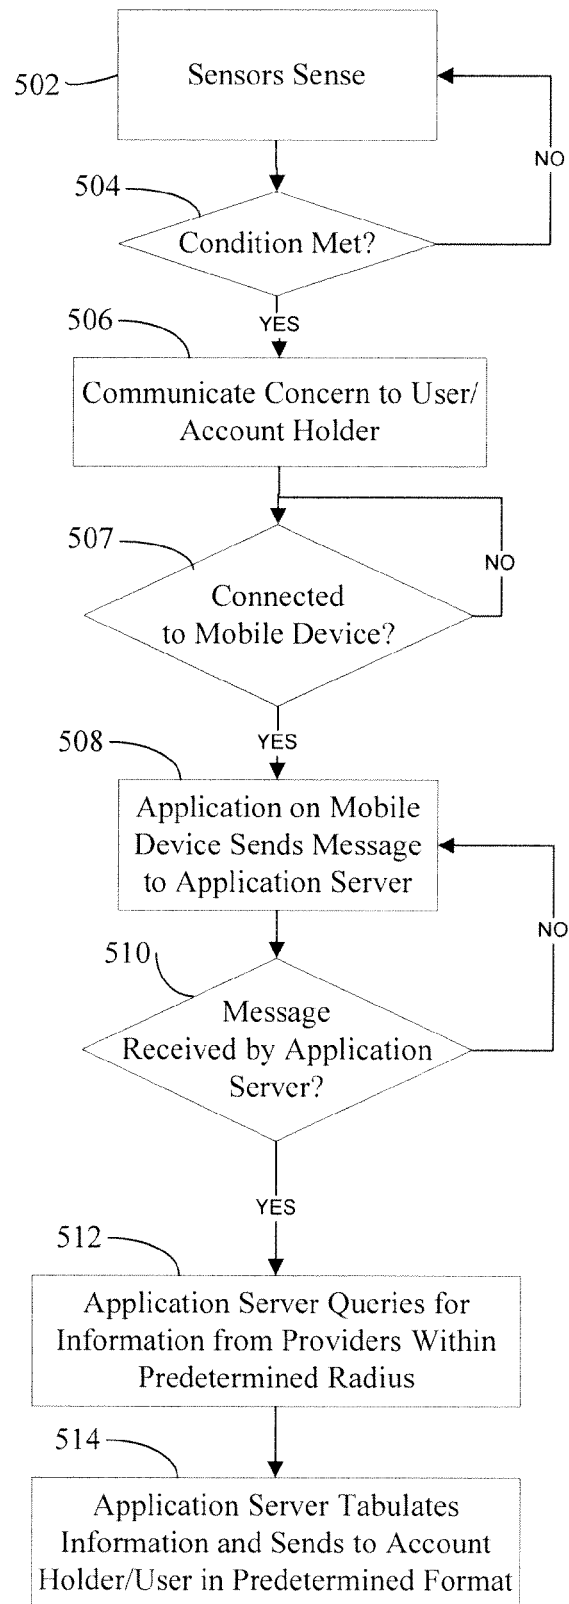 502
Sensors Sense
NO
504
Condition Met?
YES
506
Communicate Concern to User/
Account Holder
507
NO
Connected
to Mobile Device?
YES
508
Application on Mobile
Device Sends Message
to Application Server
NO
510
Message
Received by Application
Server?
YES
512
Application Server Queries for
Information from Providers Within
Predetermined Radius
514
Application Server Tabulates
Information and Sends to Account
Holder/User in Predetermined Format